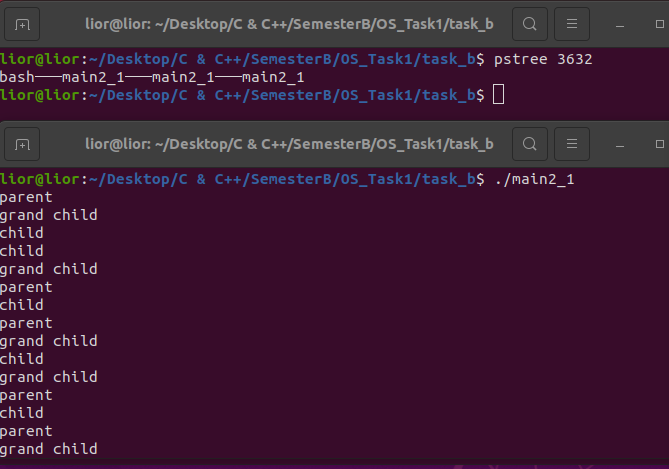 lior@lior: ~/Desktop/C & C++/SemesterB/OS_Task1/task_b
lior@lior:~/Desktop/C & C++/SemesterB/OS_Task1/task_b$ pstree 3632
bash───main2_1───main2_1───main2_1
lior@lior:~/Desktop/C & C++/SemesterB/OS_Task1/task_b$
lior@lior: ~/Desktop/C & C++/SemesterB/OS_Task1/task_b
lior@lior:~/Desktop/C & C++/SemesterB/OS_Task1/task_b$ ./main2_1
parent
grand child
child
child
grand child
parent
child
parent
grand child
child
grand child
parent
child
parent
grand child